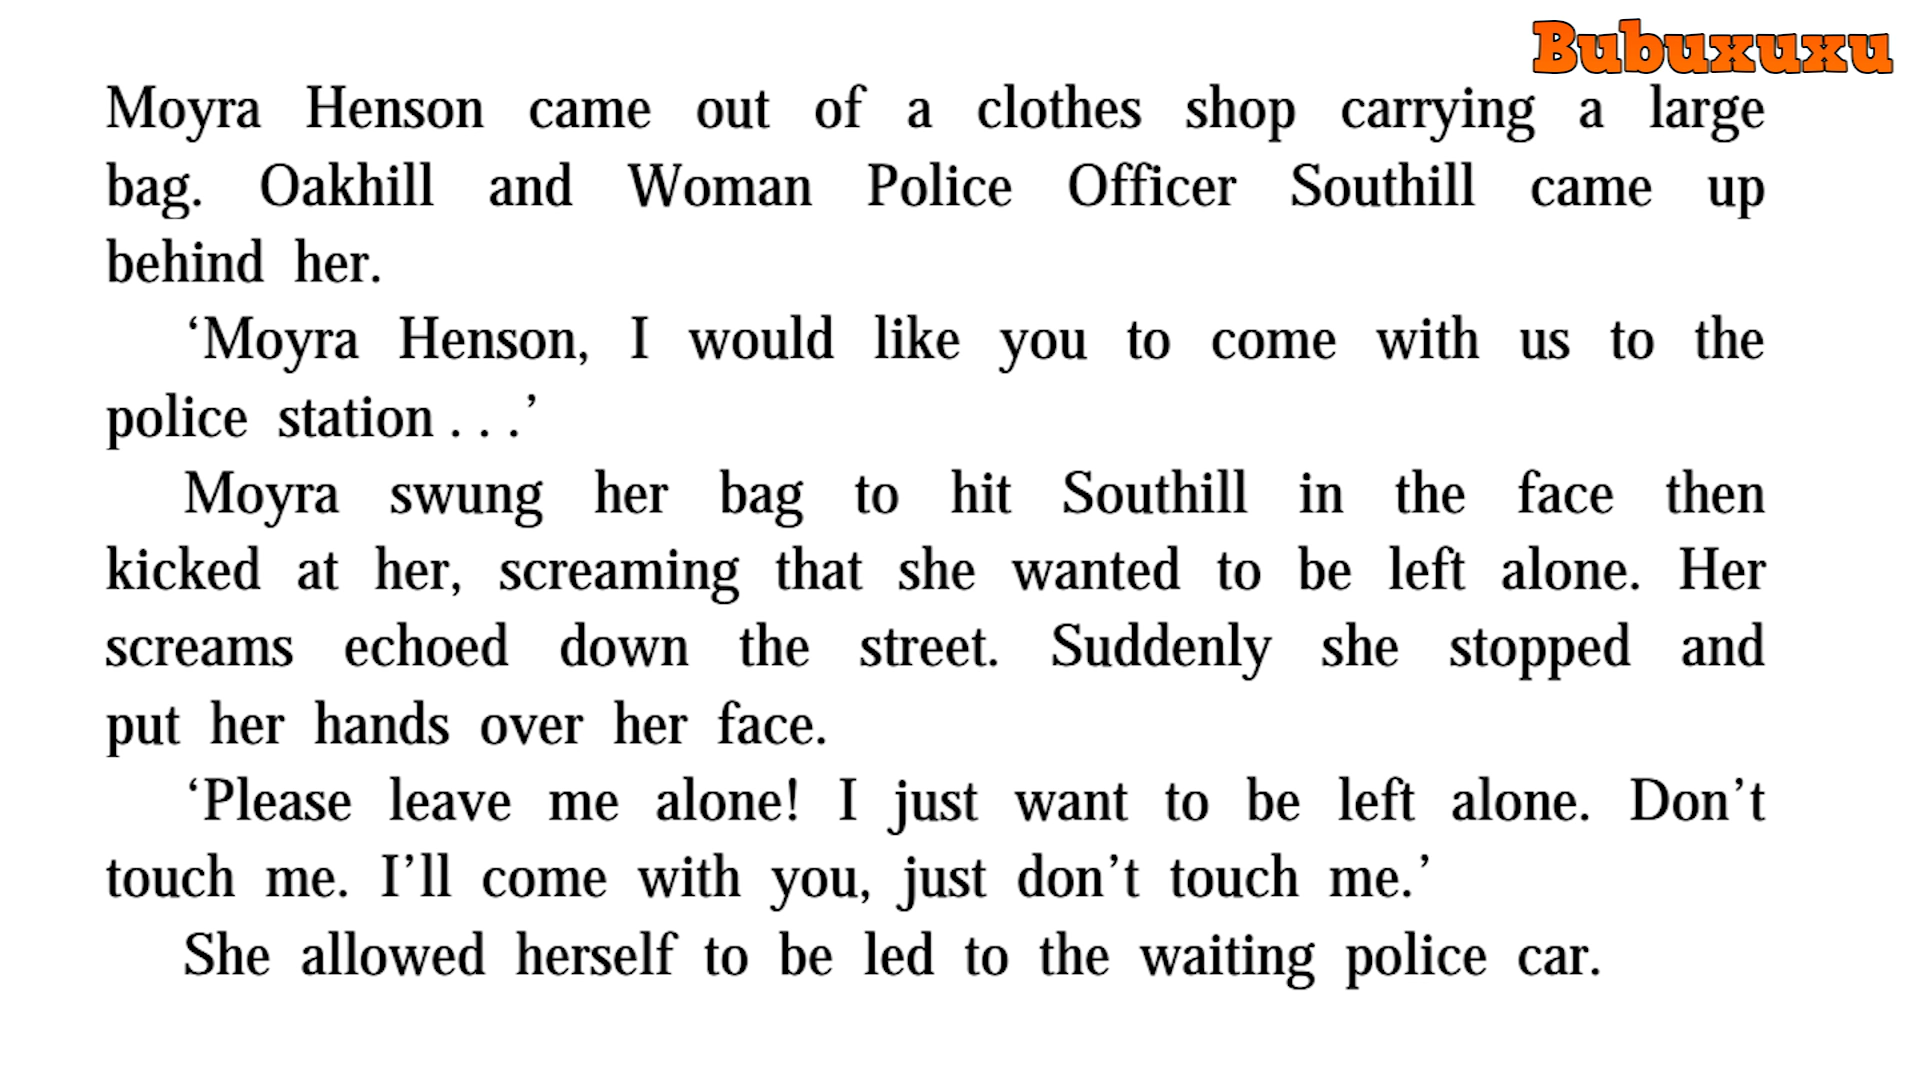 Bubuxuxu
Moyra Henson came out of a clothes shop carrying a large
bag. Oakhill and Woman Police Officer Southill came up
behind her.
‘Moyra Henson, I would like you to come with us to the
police station . . .’
Moyra swung her bag to hit Southill in the face then
kicked at her, screaming that she wanted to be left alone. Her
screams echoed down the street. Suddenly she stopped and
put her hands over her face.
‘Please leave me alone! I just want to be left alone. Don’t
touch me. I’ll come with you, just don’t touch me.’
She allowed herself to be led to the waiting police car.